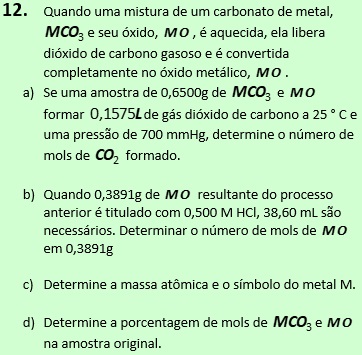 12. Quando uma mistura de um carbonato de metal,
MCO₃ e seu óxido, MO , é aquecida, ela libera
dióxido de carbono gasoso e é convertida
completamente no óxido metálico, MO .
a) Se uma amostra de 0,6500g de MCO₃ e MO
formar 0,1575L de gás dióxido de carbono a 25 ° C e
uma pressão de 700 mmHg, determine o número de
mols de CO₂ formado.
b) Quando 0,3891g de MO resultante do processo
anterior é titulado com 0,500 M HCl, 38,60 mL são
necessários. Determinar o número de mols de MO
em 0,3891g
c) Determine a massa atômica e o símbolo do metal M.
d) Determine a porcentagem de mols de MCO₃ e MO
na amostra original.